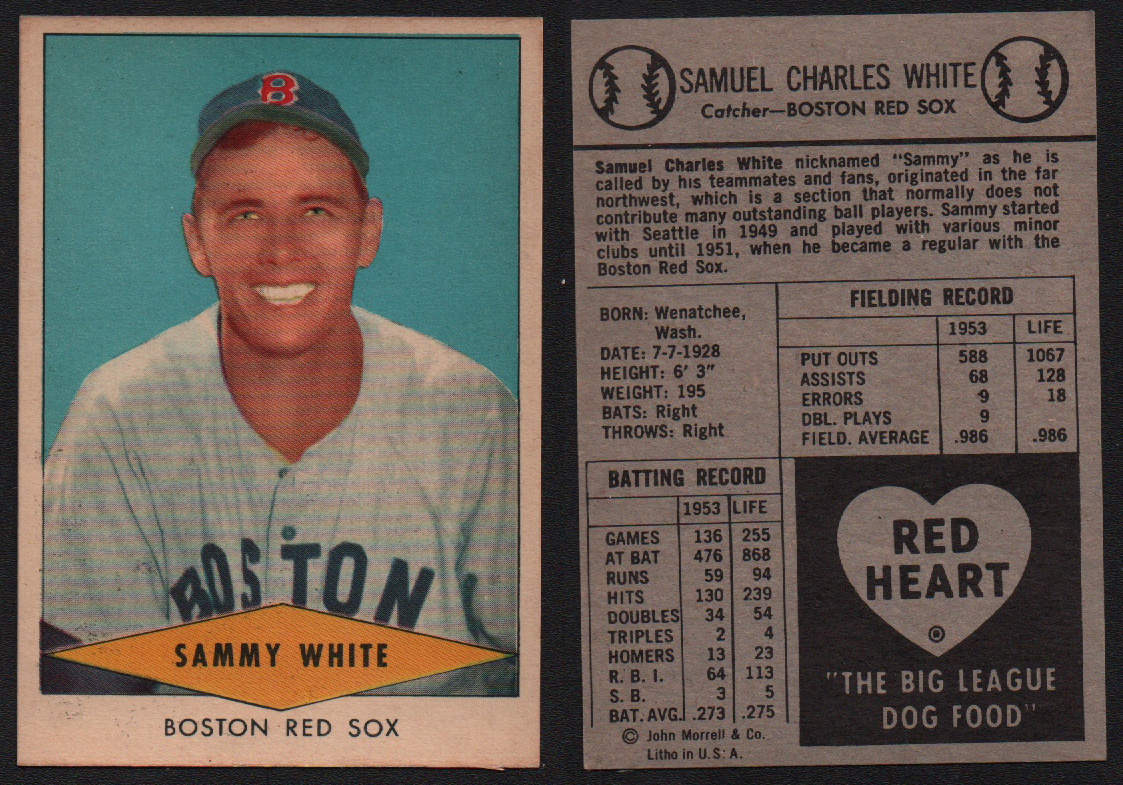 B
BOSTON
SAMMY WHITE
BOSTON RED SOX
SAMUEL CHARLES WHITE
Catcher—BOSTON RED SOX
Samuel Charles White nicknamed "Sammy" as he is
called by his teammates and fans, originated in the far
northwest, which is a section that normally does not
contribute many outstanding ball players. Sammy started
with Seattle in 1949 and played with various minor
clubs until 1951, when he became a regular with the
Boston Red Sox.
BORN: Wenatchee,
Wash.
DATE: 7-7-1928
HEIGHT: 6' 3"
WEIGHT: 195
BATS: Right
THROWS: Right
FIELDING RECORD
1953 LIFE
PUT OUTS 588 1067
ASSISTS 68 128
ERRORS 9 18
DBL. PLAYS 9
FIELD. AVERAGE .986 .986
BATTING RECORD
1953 LIFE
GAMES 136 255
AT BAT 476 868
RUNS 59 94
HITS 130 239
DOUBLES 34 54
TRIPLES 2 4
HOMERS 13 23
R. B. I. 64 113
S. B. 3 5
BAT. AVG. .273 .275
© John Morrell & Co.
Litho in U.S.A.
RED
HEART
®
"THE BIG LEAGUE
DOG FOOD"